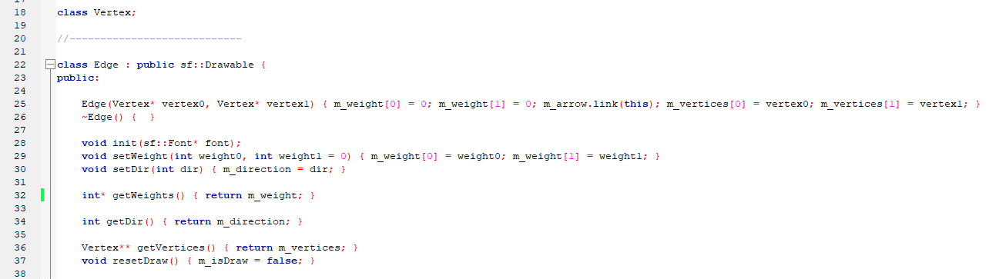 18 class Vertex;
19
20 //----------------------------
21
22 class Edge : public sf::Drawable {
23 public:
24
25 Edge(Vertex* vertex0, Vertex* vertex1) { m_weight[0] = 0; m_weight[1] = 0; m_arrow.link(this); m_vertices[0] = vertex0; m_vertices[1] = vertex1; }
26 ~Edge() {  }
27
28 void init(sf::Font* font);
29 void setWeight(int weight0, int weight1 = 0) { m_weight[0] = weight0; m_weight[1] = weight1; }
30 void setDir(int dir) { m_direction = dir; }
31
32 int* getWeights() { return m_weight; }
33
34 int getDir() { return m_direction; }
35
36 Vertex** getVertices() { return m_vertices; }
37 void resetDraw() { m_isDraw = false; }
38